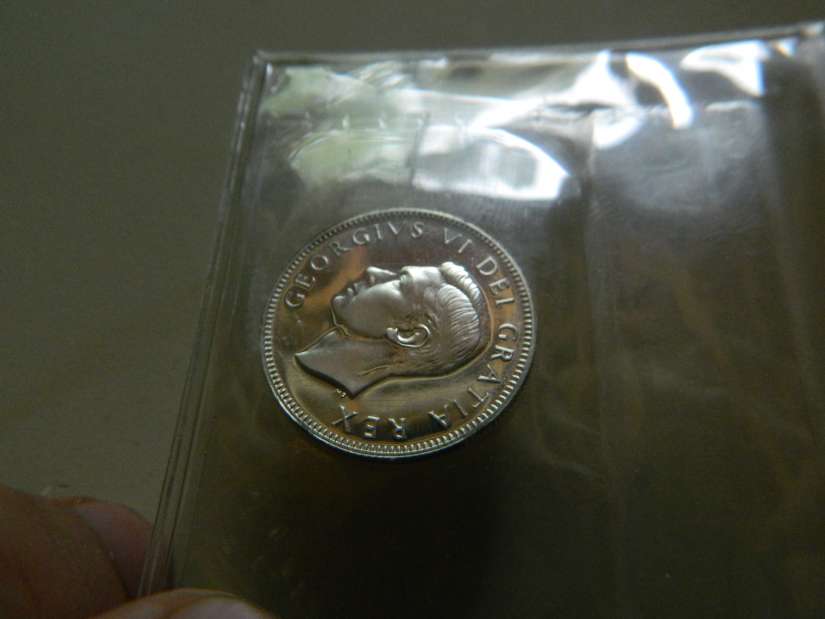 GEORGIVS VI DEI GRATIA REX